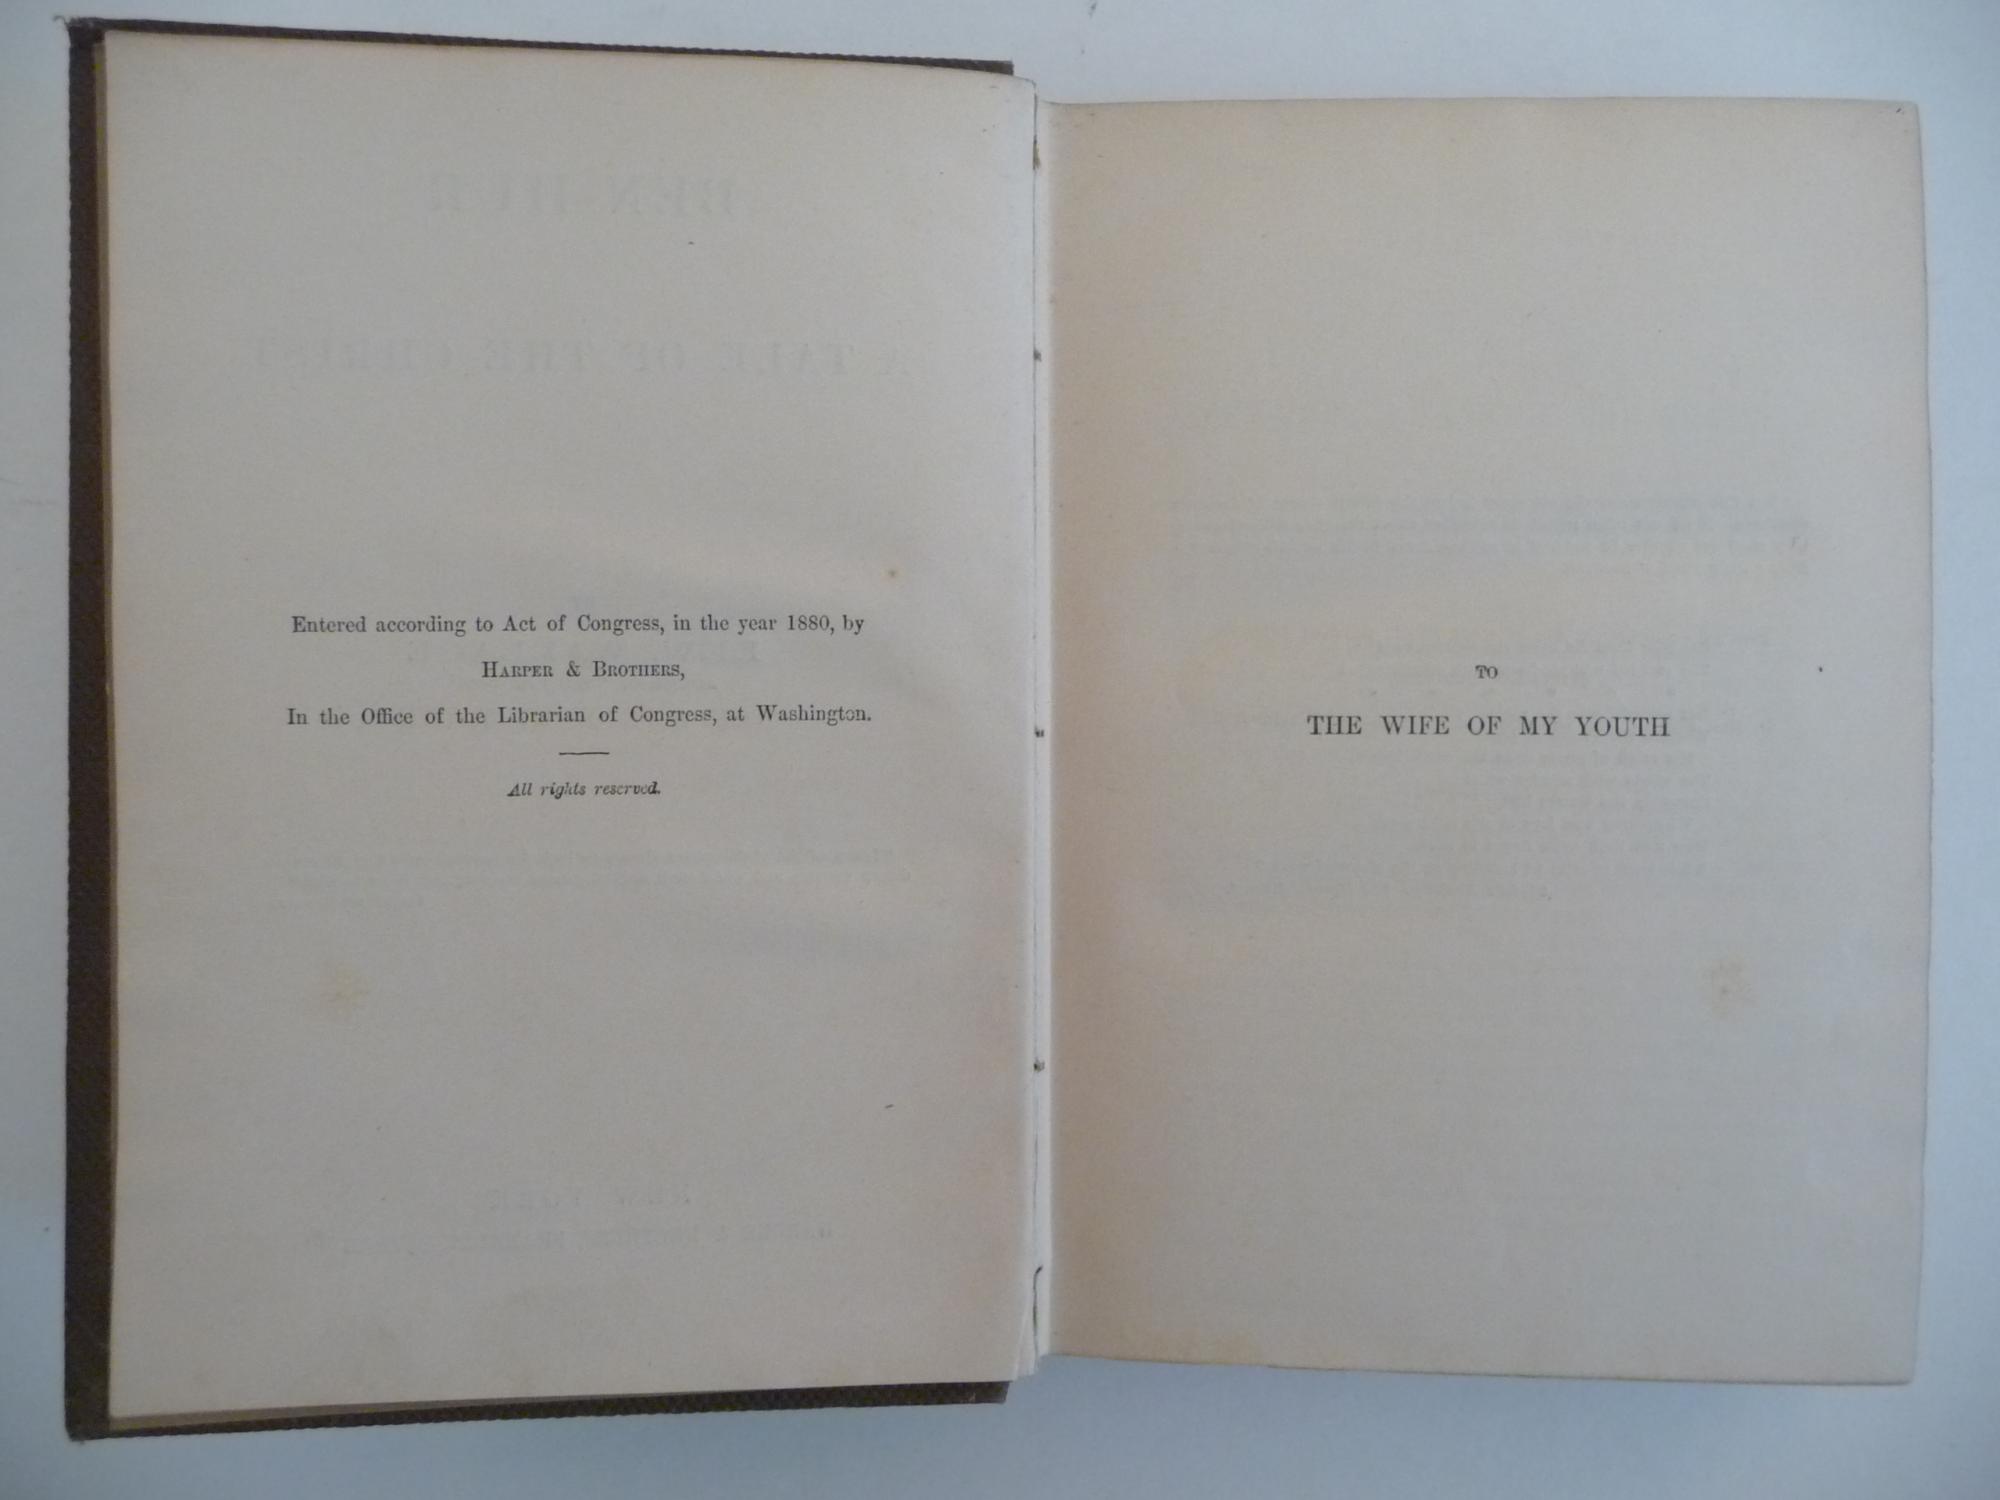 Entered according to Act of Congress, in the year 1880, by
HARPER & BROTHERS,
In the Office of the Librarian of Congress, at Washington.
All rights reserved.
TO
THE WIFE OF MY YOUTH